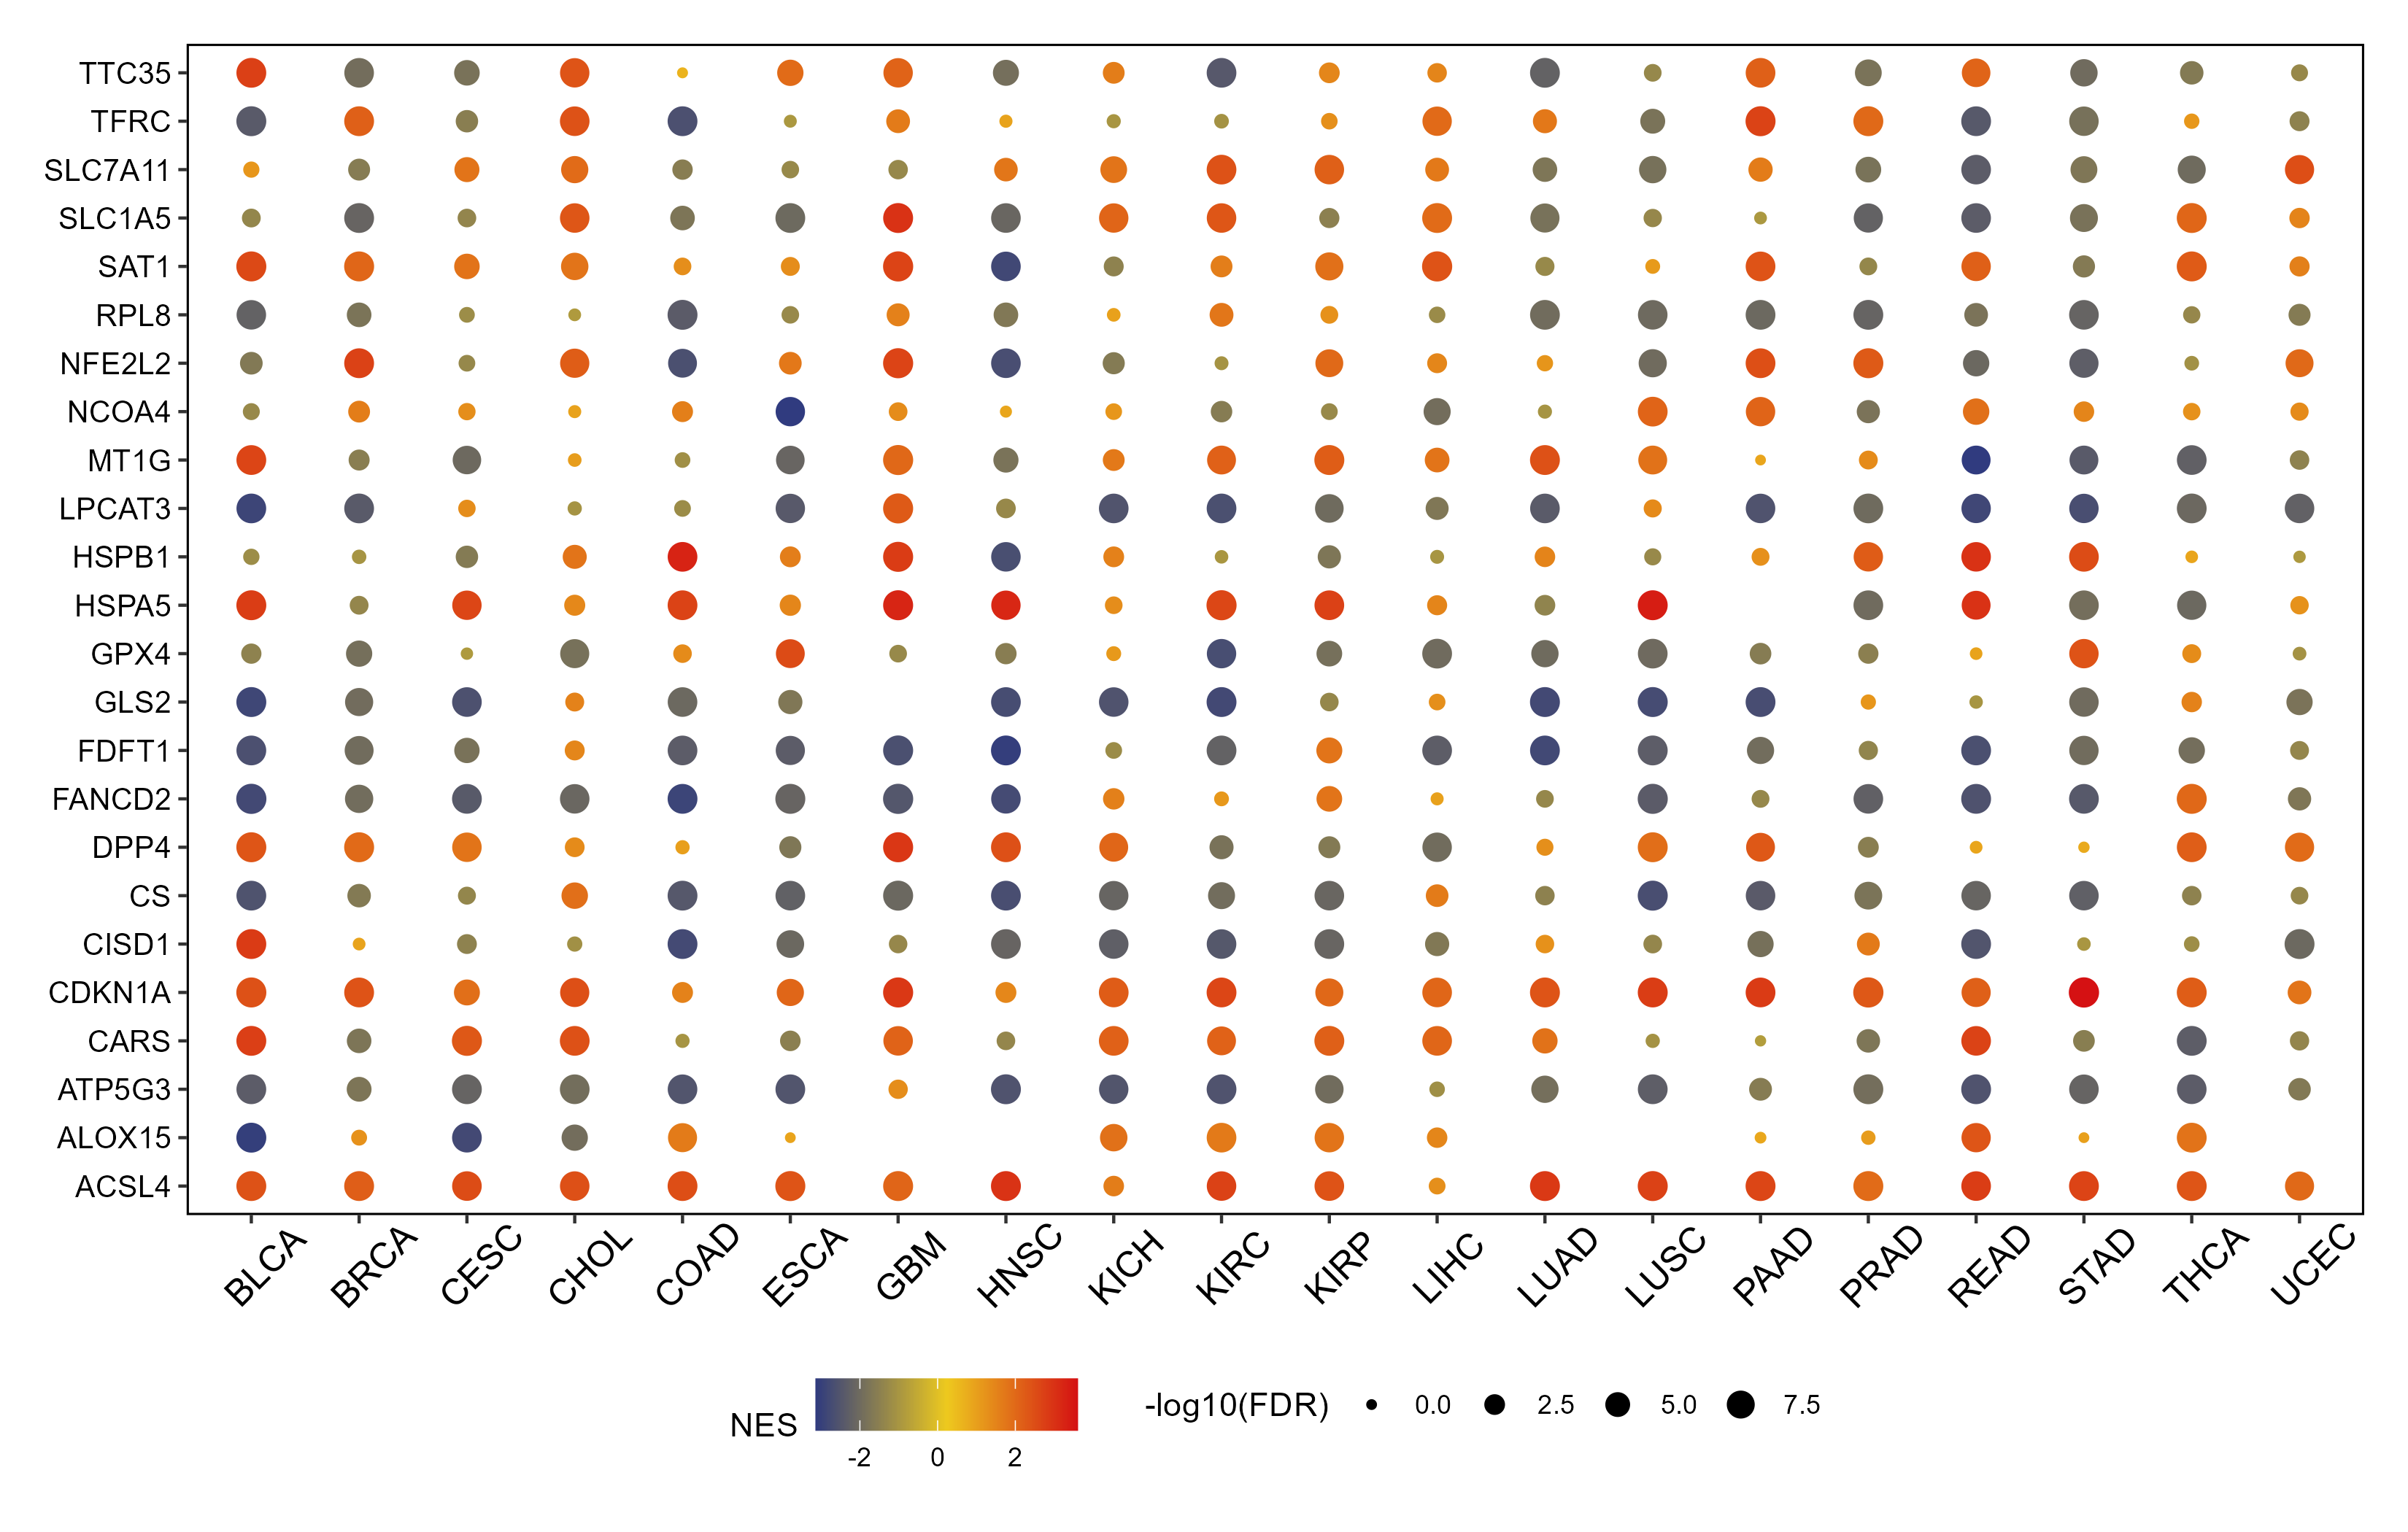 TTC35
TFRC
SLC7A11
SLC1A5
SAT1
RPL8
NFE2L2
NCOA4
MT1G
LPCAT3
HSPB1
HSPA5
GPX4
GLS2
FDFT1
FANCD2
DPP4
CS
CISD1
CDKN1A
CARS
ATP5G3
ALOX15
ACSL4
BLCA BRCA CESC CHOL COAD ESCA GBM HNSC KICH KIRC KIRP LIHC LUAD LUSC PAAD PRAD READ STAD THCA UCEC
NES
-2 0 2
-log10(FDR) 0.0 2.5 5.0 7.5